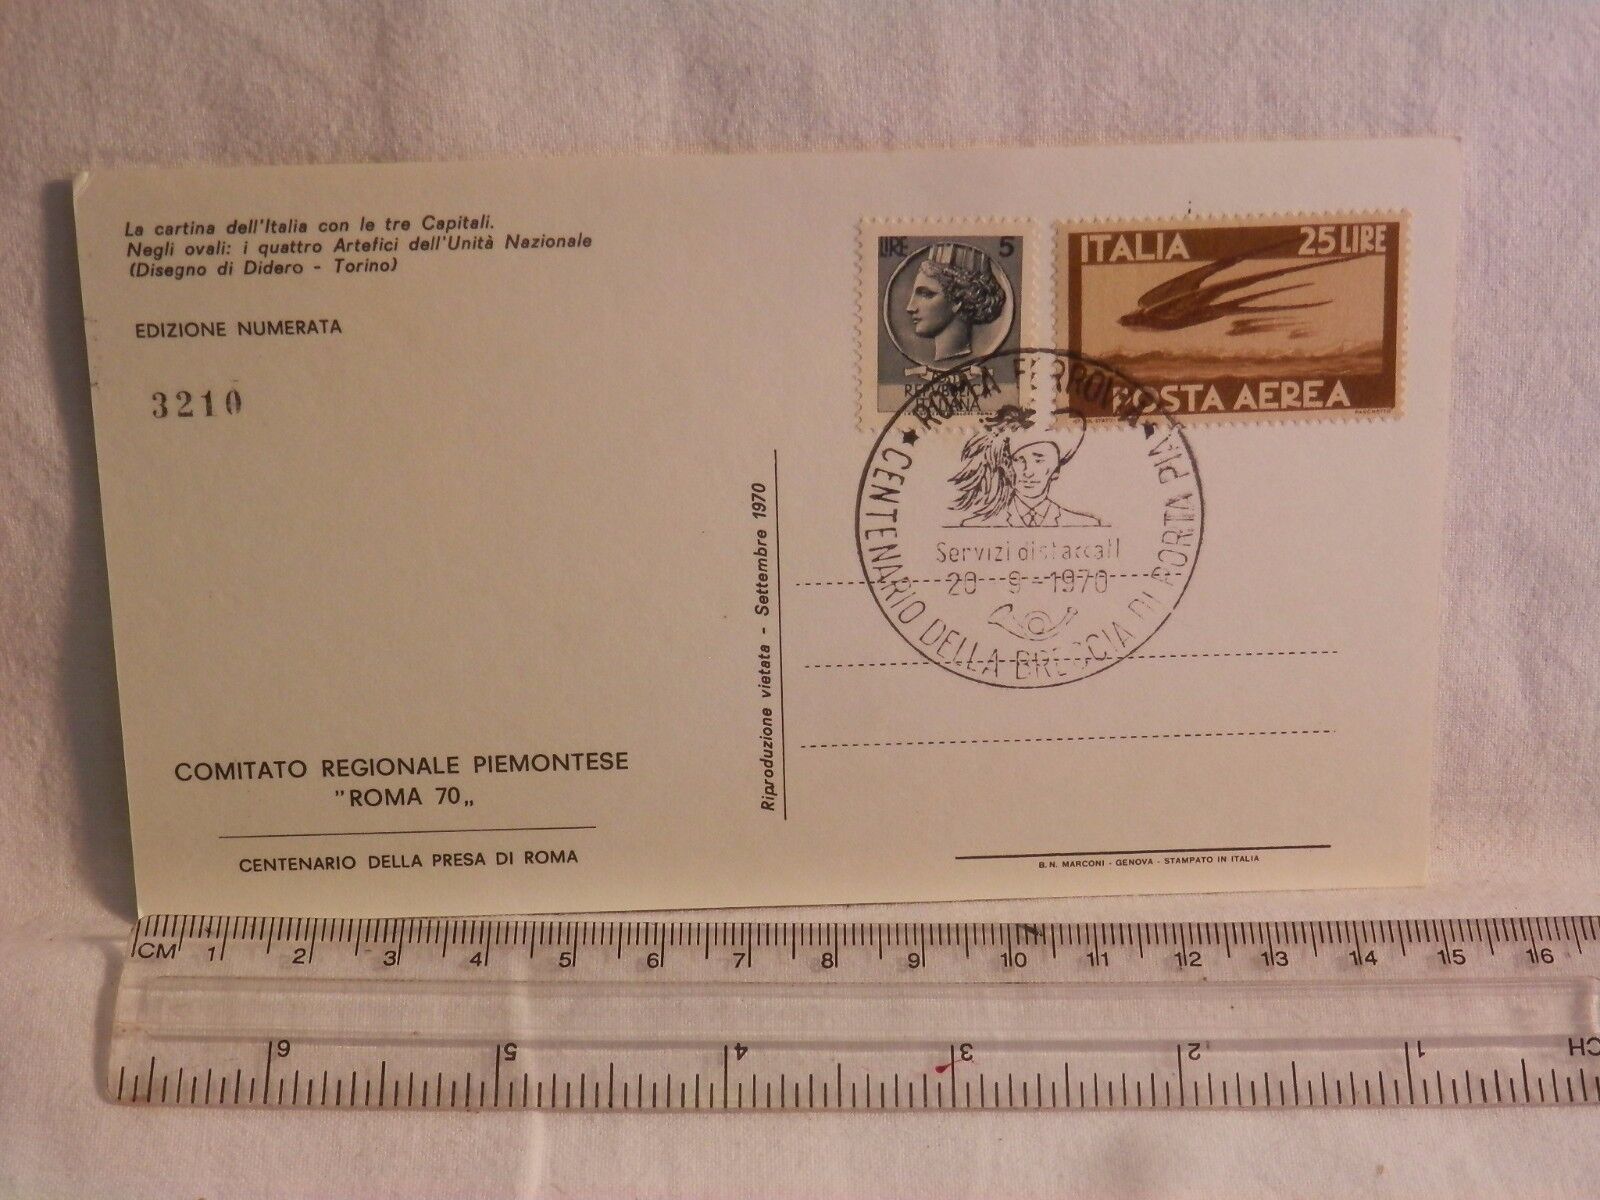 La cartina dell'Italia con le tre Capitali.
Negli ovali: i quattro Artefici dell'Unità Nazionale
(Disegno di Didero - Torino)
EDIZIONE NUMERATA
3210
COMITATO REGIONALE PIEMONTESE
"ROMA 70„
CENTENARIO DELLA PRESA DI ROMA
Riproduzione vietata - Settembre 1970
LIRE 5
REPUBBLICA
ITALIANA
ITALIA 25 LIRE
POSTA AEREA
ROMA FERROVIA
CENTENARIO DELLA BRECCIA DI PORTA PIA
Servizi distaccati
20-9-1970
B. N. MARCONI - GENOVA - STAMPATO IN ITALIA
CM 1 2 3 4 5 6 7 8 9 10 11 12 13 14 15 16
6 5 4 3 2 1